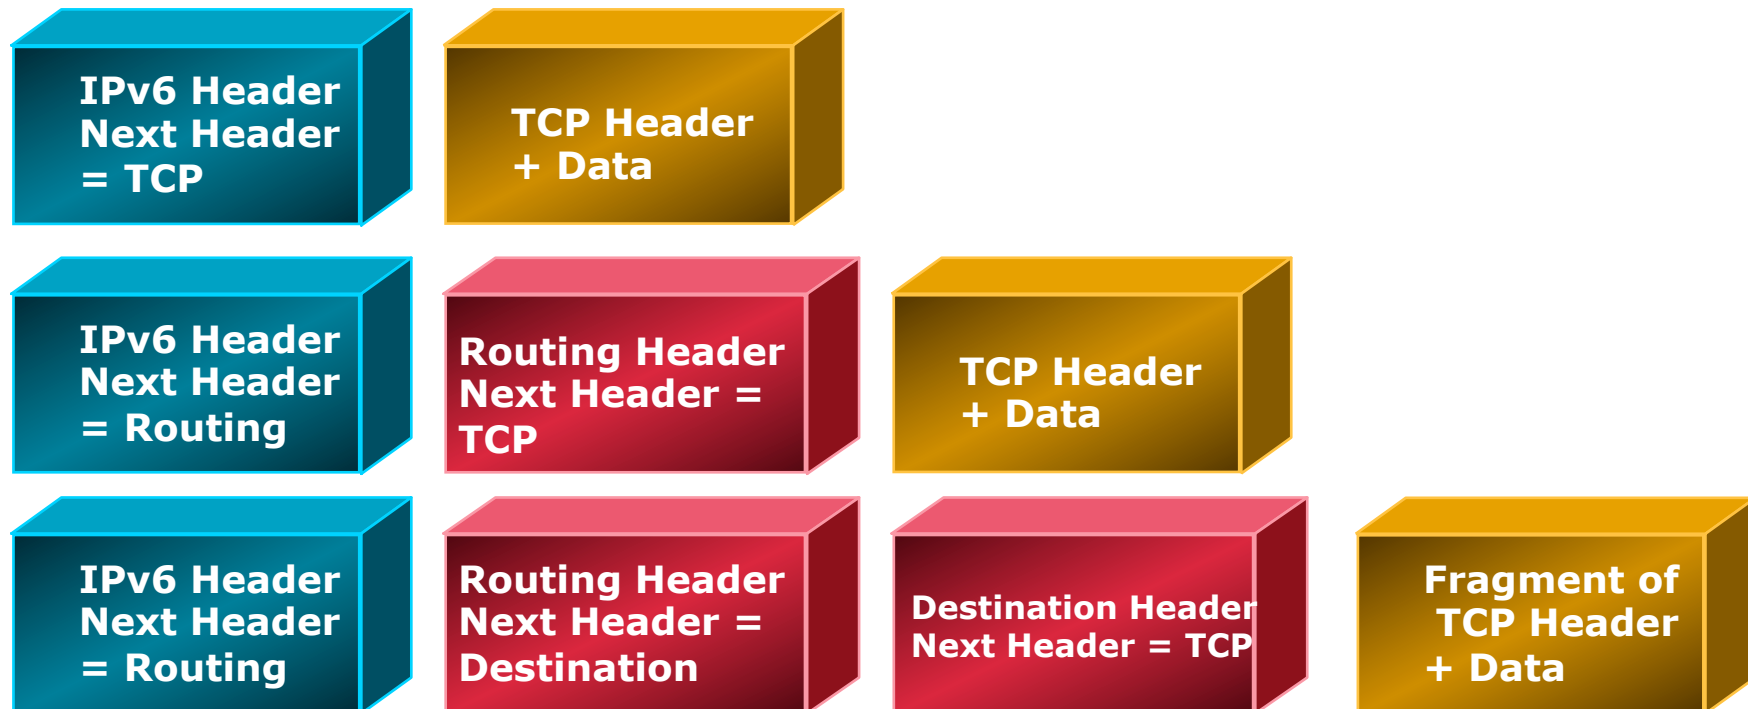 IPv6 Header
Next Header
= TCP
TCP Header
+ Data
IPv6 Header
Next Header
= Routing
Routing Header
Next Header =
TCP
TCP Header
+ Data
IPv6 Header
Next Header
= Routing
Routing Header
Next Header =
Destination
Destination Header
Next Header = TCP
Fragment of
TCP Header
+ Data